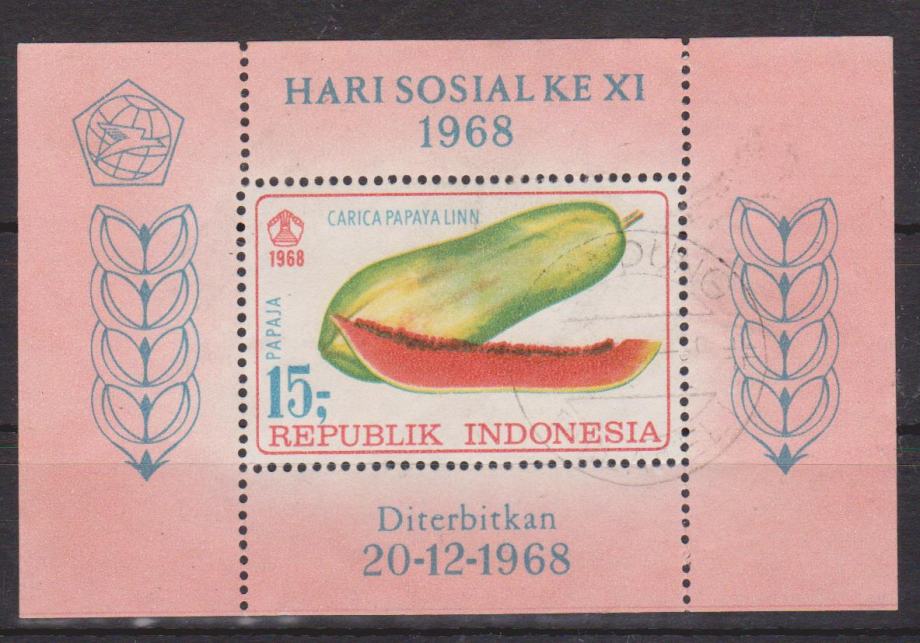 HARI SOSIAL KE XI
1968
CARICA PAPAYA LINN
1968
PAPAJA
15,-
REPUBLIK INDONESIA
Diterbitkan
20-12-1968